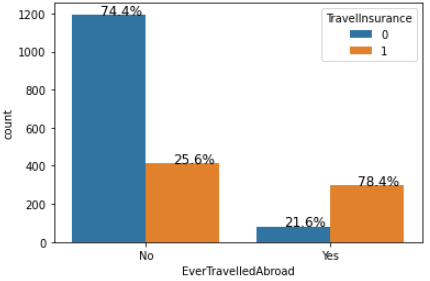 TravelInsurance
0
1
74.4%
25.6%
21.6%
78.4%
1200
1000
800
600
400
200
0
count
No
Yes
EverTravelledAbroad